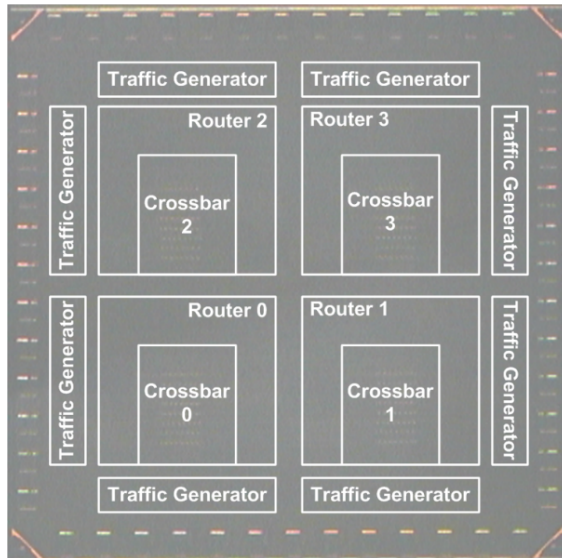 Traffic Generator
Traffic Generator
Traffic Generator
Router 2
Crossbar
2
Router 3
Crossbar
3
Traffic Generator
Traffic Generator
Router 0
Crossbar
0
Router 1
Crossbar
1
Traffic Generator
Traffic Generator
Traffic Generator